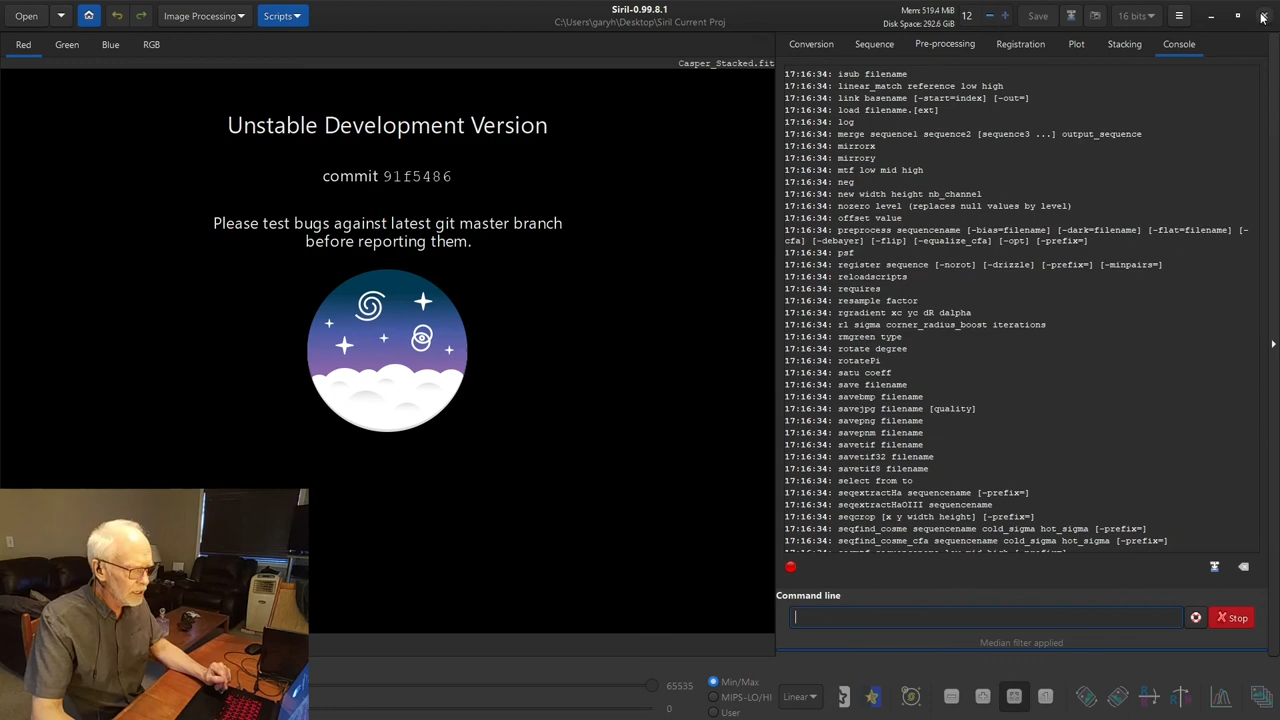 Siril-0.99.8.1
C:\Users\garyh\Desktop\Siril Current Proj
Open
Image Processing
Scripts
Mem: 519.4 MiB
Disk Space: 292.6 GiB
12
Save
16 bits
Red
Green
Blue
RGB
Casper_Stacked.fit
Unstable Development Version
commit 91f5486
Please test bugs against latest git master branch
before reporting them.
Conversion
Sequence
Pre-processing
Registration
Plot
Stacking
Console
17:16:34: isub filename
17:16:34: linear_match reference low high
17:16:34: link basename [-start=index] [-out=]
17:16:34: load filename.[ext]
17:16:34: log
17:16:34: merge sequence1 sequence2 [sequence3 ...] output_sequence
17:16:34: mirrorx
17:16:34: mirrory
17:16:34: mtf low mid high
17:16:34: neg
17:16:34: new width height nb_channel
17:16:34: nozero level (replaces null values by level)
17:16:34: offset value
17:16:34: preprocess sequencename [-bias=filename] [-dark=filename] [-flat=filename] [-
cfa] [-debayer] [-flip] [-equalize_cfa] [-opt] [-prefix=]
17:16:34: psf
17:16:34: register sequence [-norot] [-drizzle] [-prefix=] [-minpairs=]
17:16:34: reloadscripts
17:16:34: requires
17:16:34: resample factor
17:16:34: rgradient xc yc dR dalpha
17:16:34: rl sigma corner_radius_boost iterations
17:16:34: rmgreen type
17:16:34: rotate degree
17:16:34: rotatePi
17:16:34: satu coeff
17:16:34: save filename
17:16:34: savebmp filename
17:16:34: savejpg filename [quality]
17:16:34: savepng filename
17:16:34: savepnm filename
17:16:34: savetif filename
17:16:34: savetif32 filename
17:16:34: savetif8 filename
17:16:34: select from to
17:16:34: seqextractHa sequencename [-prefix=]
17:16:34: seqextractHaOIII sequencename
17:16:34: seqcrop [x y width height] [-prefix=]
17:16:34: seqfind_cosme sequencename cold_sigma hot_sigma [-prefix=]
17:16:34: seqfind_cosme_cfa sequencename cold_sigma hot_sigma [-prefix=]
Command line
Stop
Median filter applied
65535
0
Min/Max
MIPS-LO/HI
User
Linear